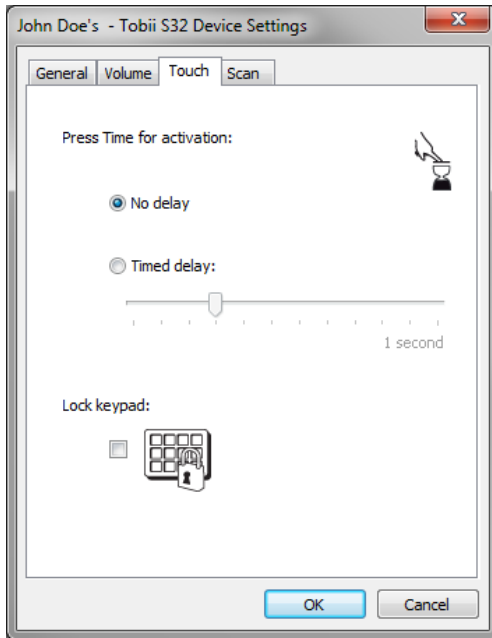 John Doe's - Tobii S32 Device Settings
General Volume Touch Scan
Press Time for activation:
No delay
Timed delay:
1 second
Lock keypad:
OK Cancel